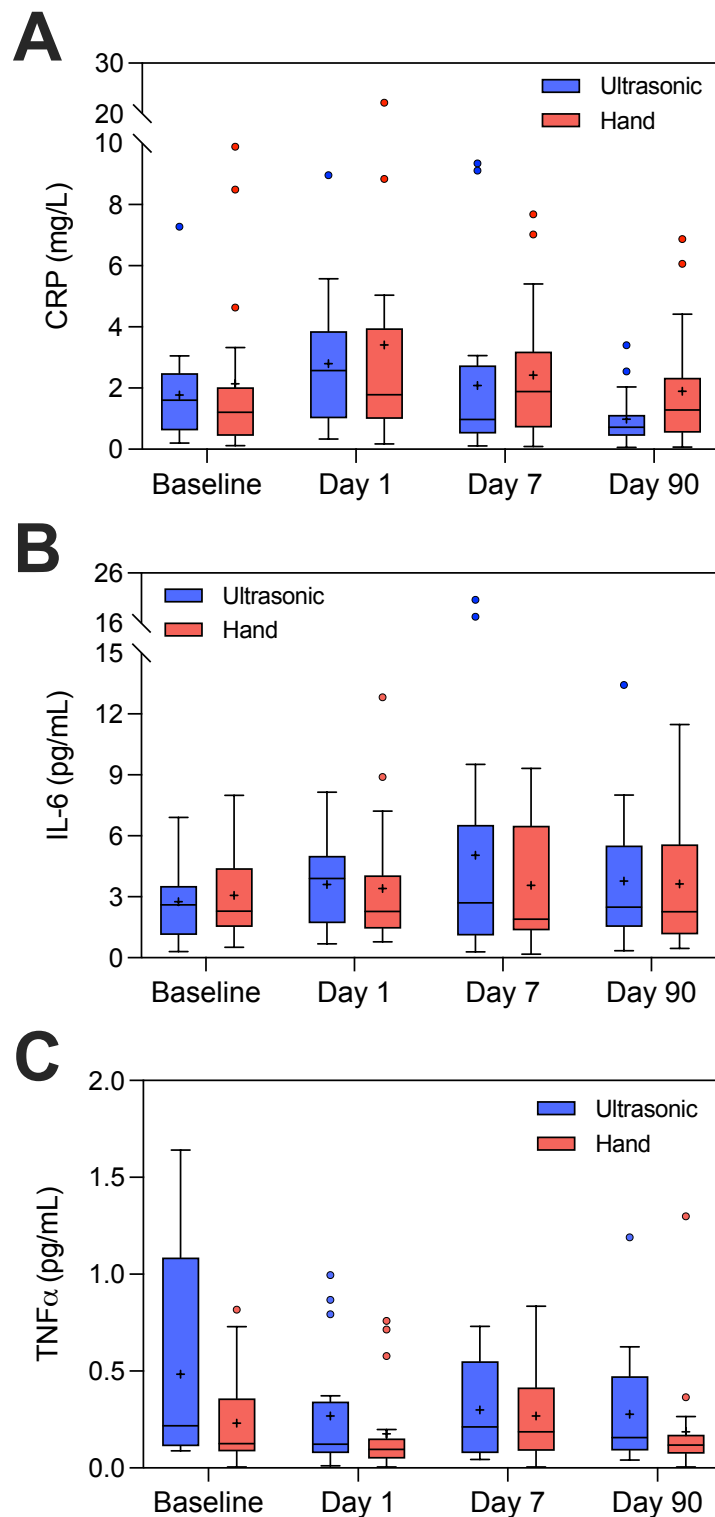 A
30
20
10
8
6
4
2
0
CRP (mg/L)
Ultrasonic
Hand
Baseline Day 1 Day 7 Day 90
B
26
16
15
12
9
6
3
0
IL-6 (pg/mL)
Ultrasonic
Hand
Baseline Day 1 Day 7 Day 90
C
2.0
1.5
1.0
0.5
0.0
TNFα (pg/mL)
Ultrasonic
Hand
Baseline Day 1 Day 7 Day 90